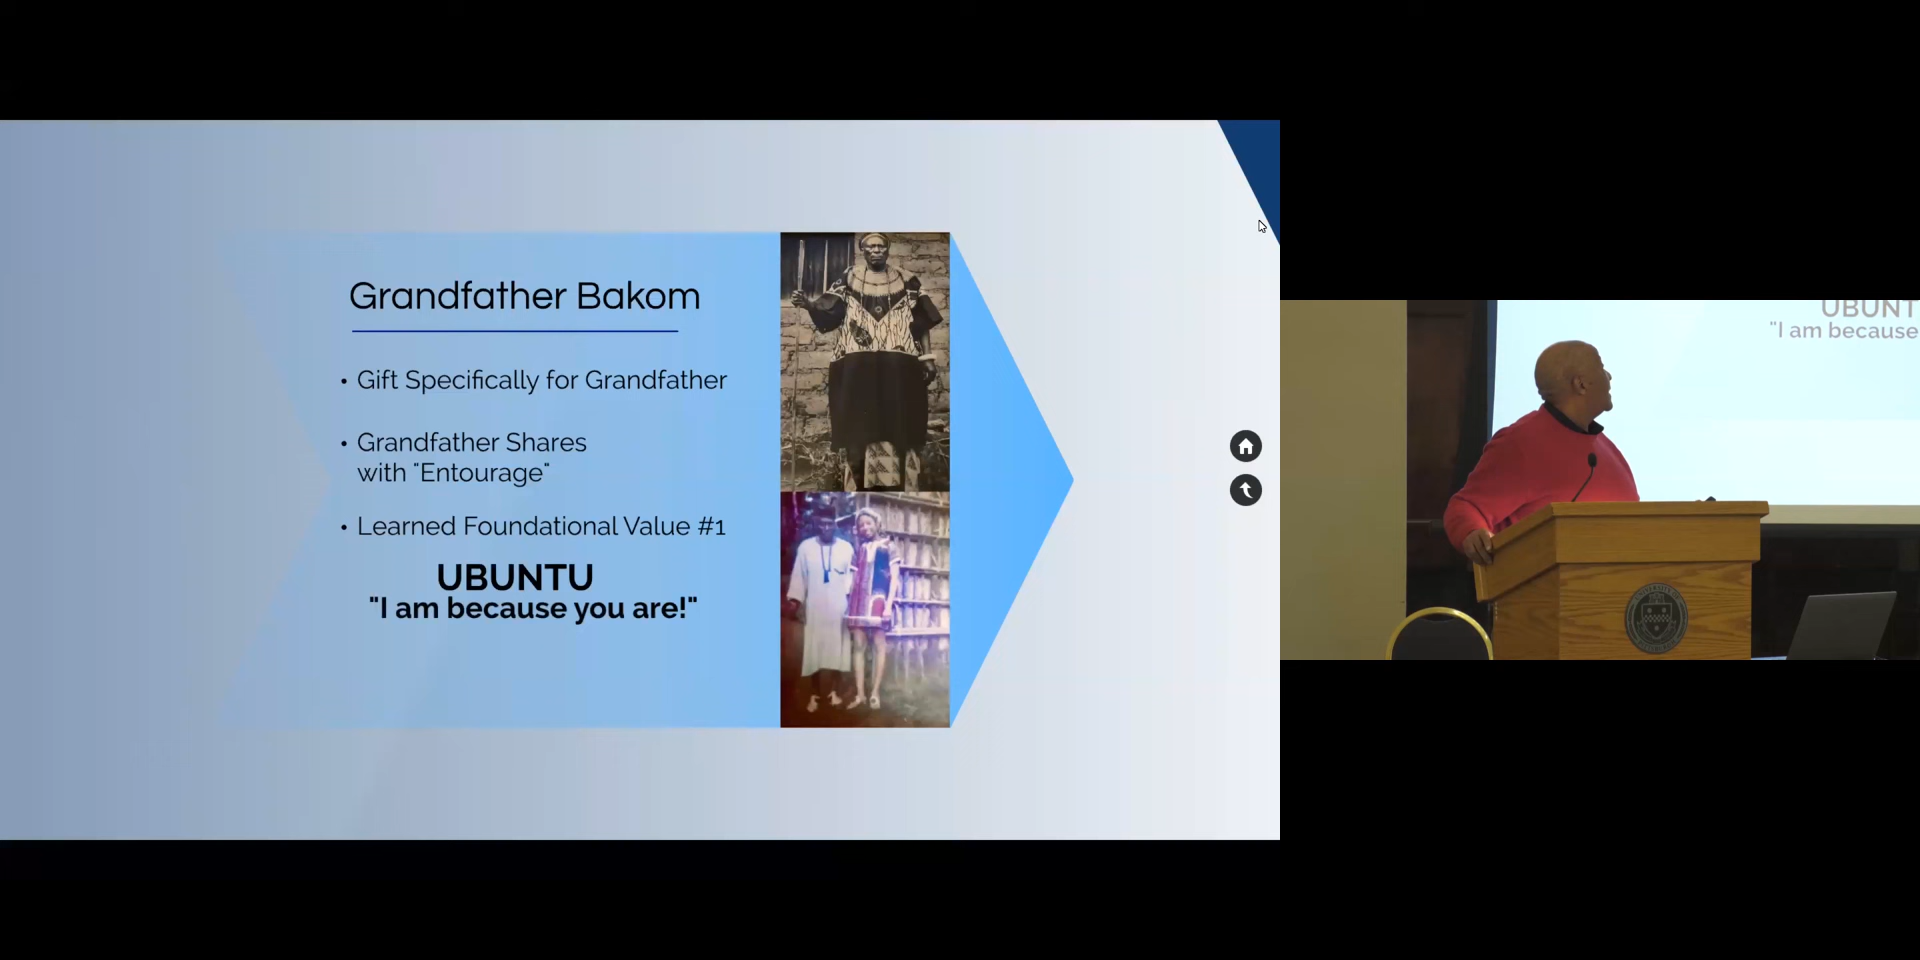 Grandfather Bakom
• Gift Specifically for Grandfather
• Grandfather Shares
with "Entourage"
• Learned Foundational Value #1
UBUNTU
"I am because you are!"
UBUNT
"I am because